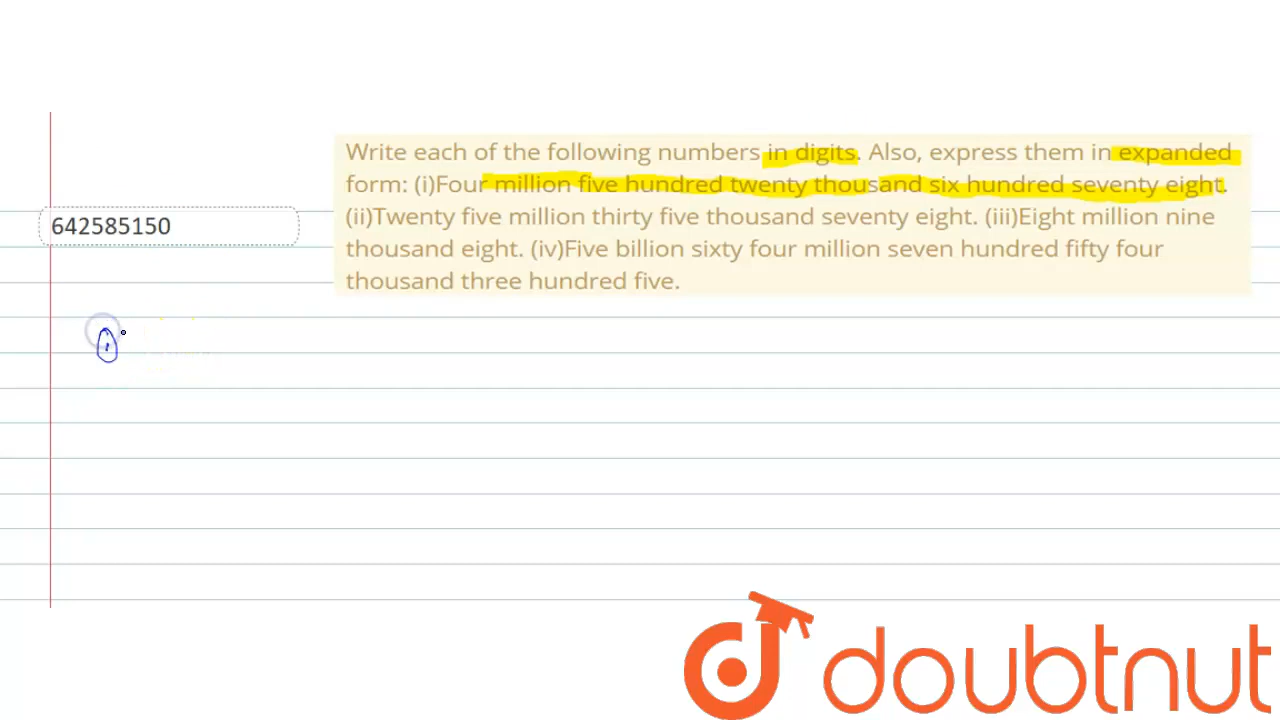 Write each of the following numbers in digits. Also, express them in expanded
form: (i)Four million five hundred twenty thousand six hundred seventy eight.
(ii)Twenty five million thirty five thousand seventy eight. (iii)Eight million nine
thousand eight. (iv)Five billion sixty four million seven hundred fifty four
thousand three hundred five.
642585150
doubtnut